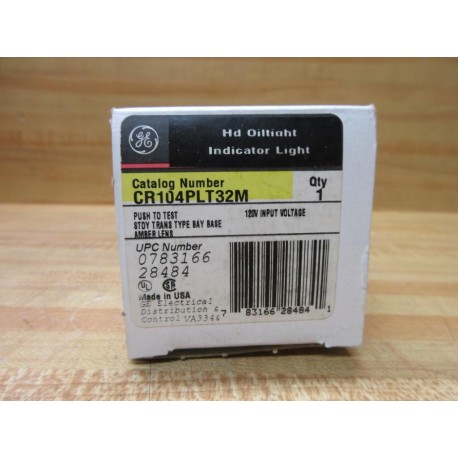 GE
Hd Oiltight
Indicator Light
Catalog Number
Qty
CR104PLT32M
1
PUSH TO TEST
120V INPUT VOLTAGE
STDY TRANS TYPE BAY BASE
AMBER LENS
UPC Number
0783166
28484
UL
SA
Made in USA
GE Electrical
Distribution &
Control VA3344
7 83166 28484 1